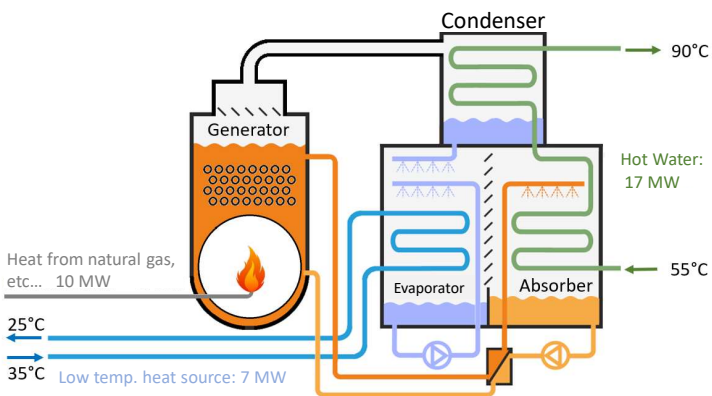 Condenser
90°C
Generator
Hot Water:
17 MW
Heat from natural gas,
etc... 10 MW
55°C
Evaporator
Absorber
25°C
35°C
Low temp. heat source: 7 MW